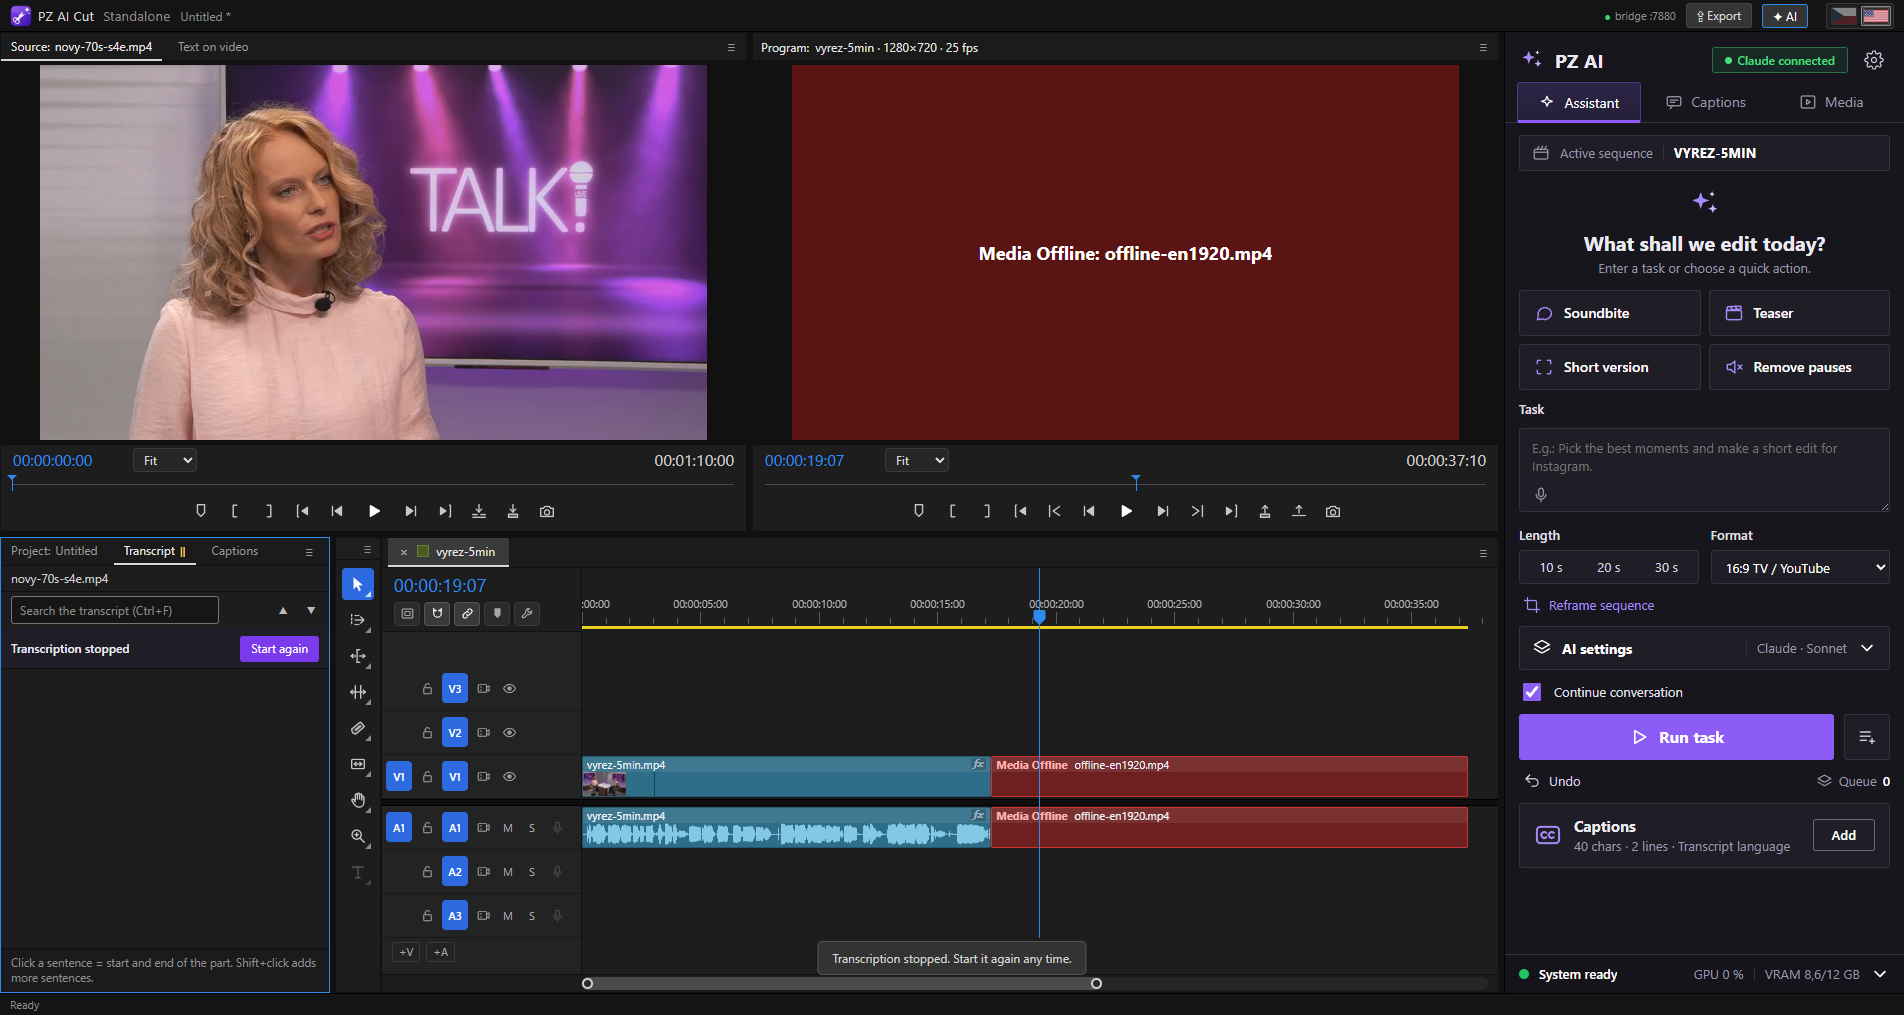 PZ AI Cut Standalone Untitled *
bridge :7880 Export AI
Source: novy-70s-s4e.mp4 Text on video
Program: vyrez-5min · 1280×720 · 25 fps
TALK!
LIVE
Media Offline: offline-en1920.mp4
00:00:00:00 Fit 00:01:10:00
00:00:19:07 Fit 00:00:37:10
Project: Untitled Transcript Captions
novy-70s-s4e.mp4
Search the transcript (Ctrl+F)
Transcription stopped Start again
Click a sentence = start and end of the part. Shift+click adds
more sentences.
vyrez-5min
00:00:19:07
:00:00 00:00:05:00 00:00:10:00 00:00:15:00 00:00:20:00 00:00:25:00 00:00:30:00 00:00:35:00
V3
V2
V1 V1
vyrez-5min.mp4 fx Media Offline offline-en1920.mp4
A1 A1 M S
vyrez-5min.mp4 fx Media Offline offline-en1920.mp4
A2 M S
A3 M S
+V +A
Transcription stopped. Start it again any time.
PZ AI Claude connected
Assistant Captions Media
Active sequence VYREZ-5MIN
What shall we edit today?
Enter a task or choose a quick action.
Soundbite Teaser
Short version Remove pauses
Task
E.g.: Pick the best moments and make a short edit for
Instagram.
Length Format
10 s 20 s 30 s 16:9 TV / YouTube
Reframe sequence
AI settings Claude · Sonnet
Continue conversation
Run task
Undo Queue 0
CC Captions Add
40 chars · 2 lines · Transcript language
System ready GPU 0 % VRAM 8,6/12 GB
Ready